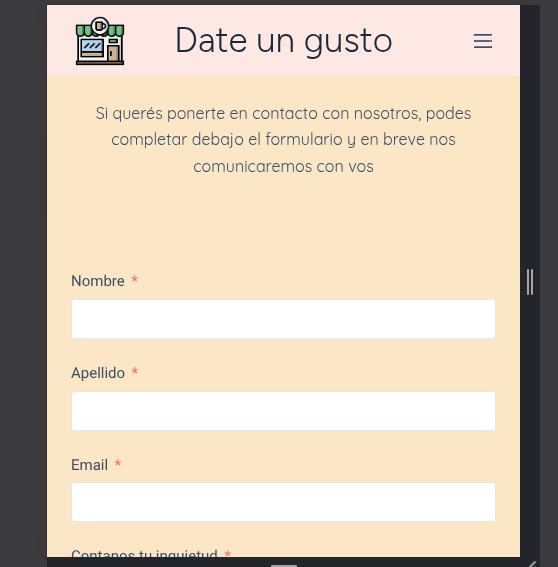 Date un gusto
Si querés ponerte en contacto con nosotros, podes
completar debajo el formulario y en breve nos
comunicaremos con vos
Nombre *
Apellido *
Email *
Contanos tu inquietud *